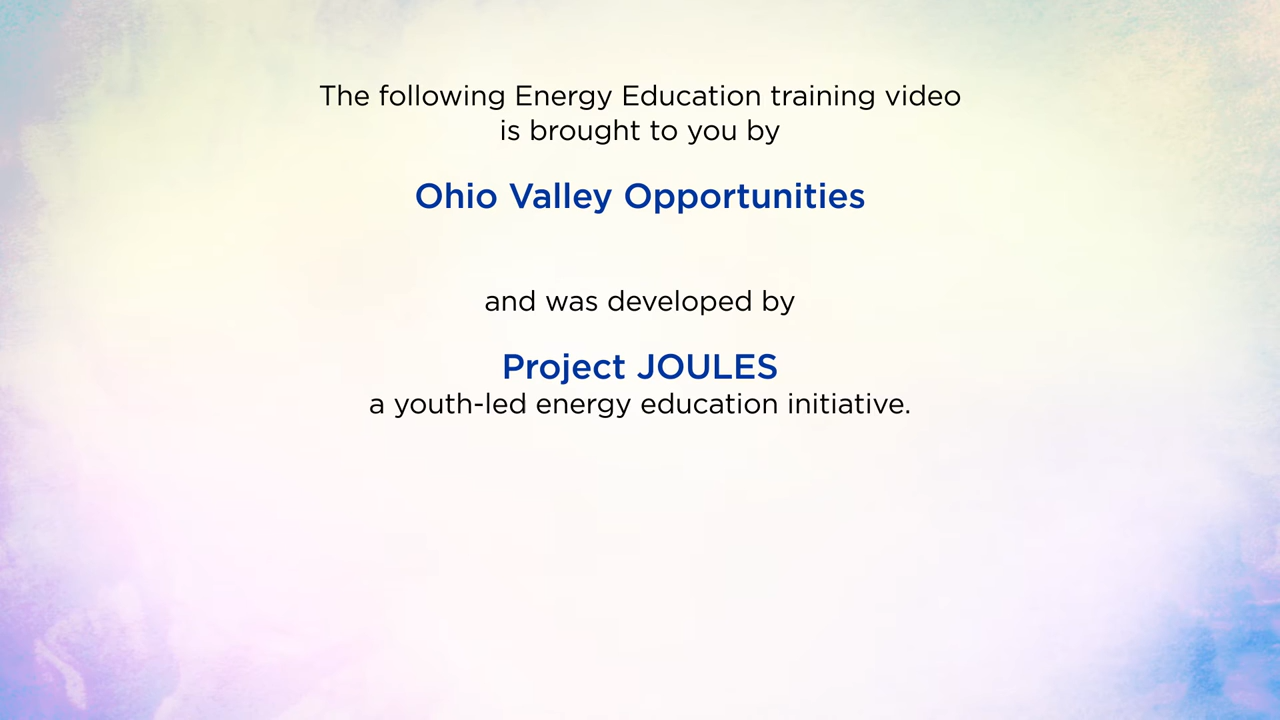 The following Energy Education training video
is brought to you by
Ohio Valley Opportunities
and was developed by
Project JOULES
a youth-led energy education initiative.